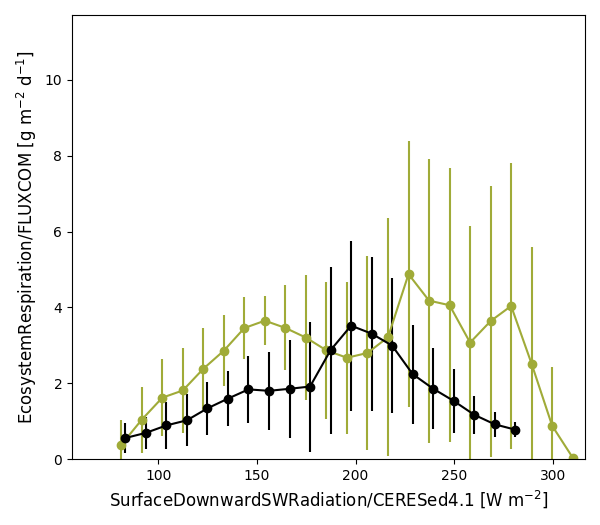 EcosystemRespiration/FLUXCOM [g m⁻² d⁻¹]
10
8
6
4
2
0
100 150 200 250 300
SurfaceDownwardSWRadiation/CERESed4.1 [W m⁻²]